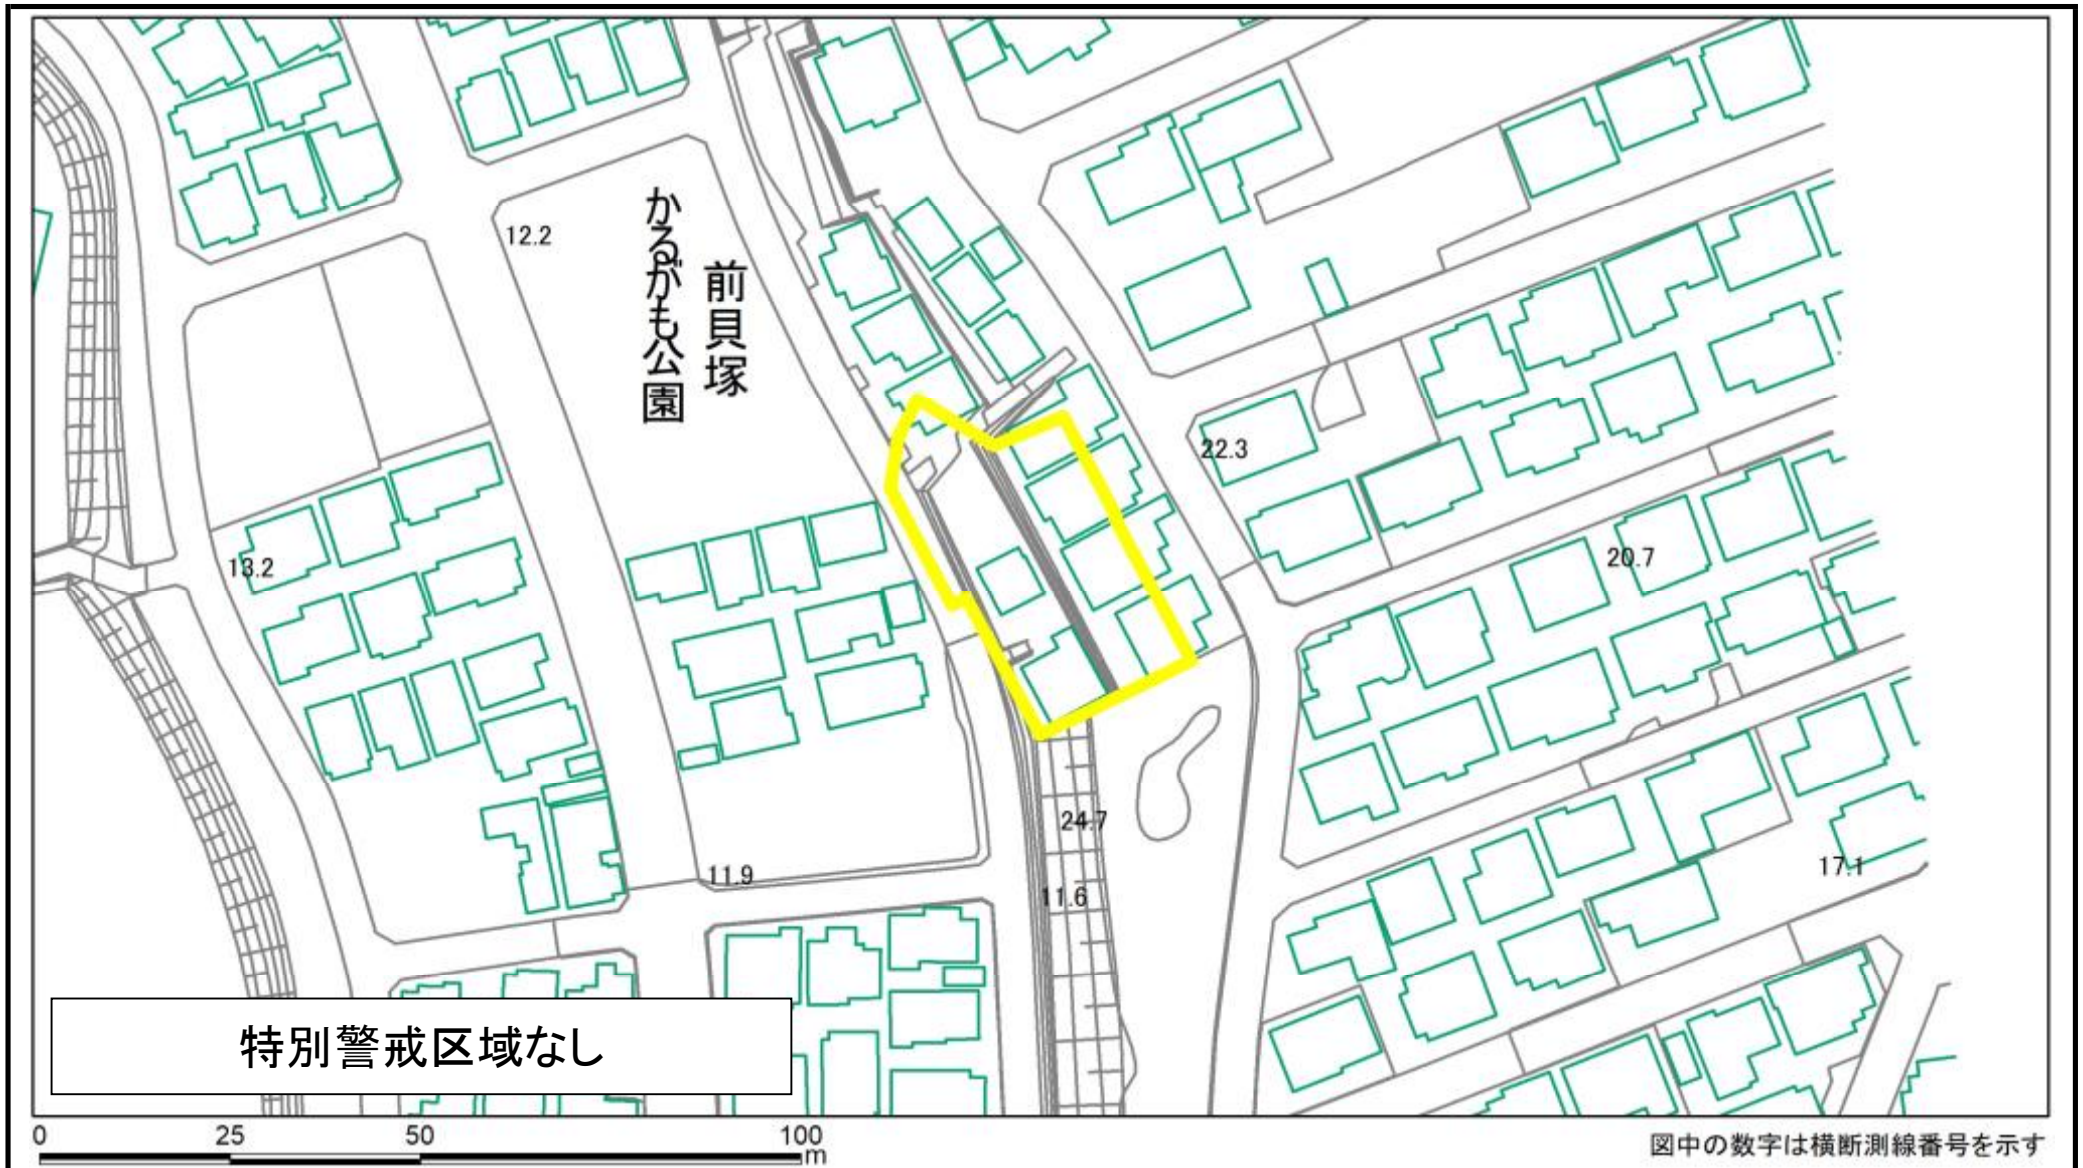 12.2
かるがも公園
前貝塚
22.3
13.2
20.7
24.7
17.1
11.9
11.6
特別警戒区域なし
0 25 50 100 m
図中の数字は横断測線番号を示す